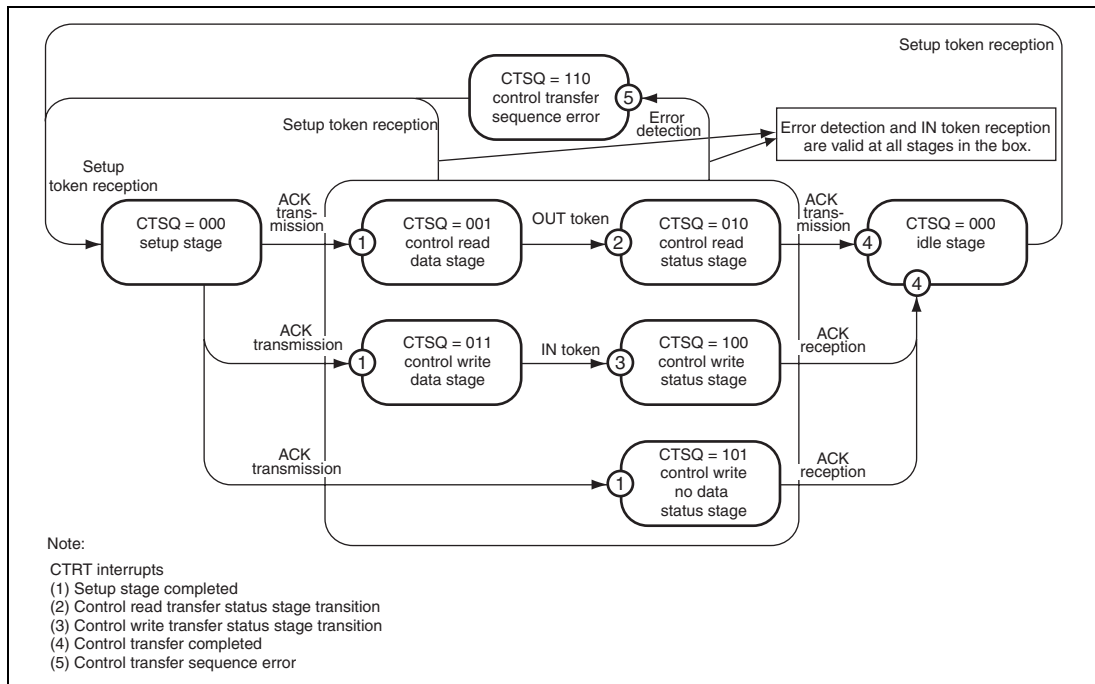 Setup token reception
CTSQ = 110
control transfer
sequence error
5
Setup token reception
Error
detection
Error detection and IN token reception
are valid at all stages in the box.
Setup
token reception
CTSQ = 000
setup stage
ACK
trans-
mission
1
CTSQ = 001
control read
data stage
OUT token
2
CTSQ = 010
control read
status stage
ACK
transmission
4
CTSQ = 000
idle stage
4
ACK
transmission
1
CTSQ = 011
control write
data stage
IN token
3
CTSQ = 100
control write
status stage
ACK
reception
ACK
transmission
1
CTSQ = 101
control write
no data
status stage
ACK
reception
Note:
CTRT interrupts
(1) Setup stage completed
(2) Control read transfer status stage transition
(3) Control write transfer status stage transition
(4) Control transfer completed
(5) Control transfer sequence error